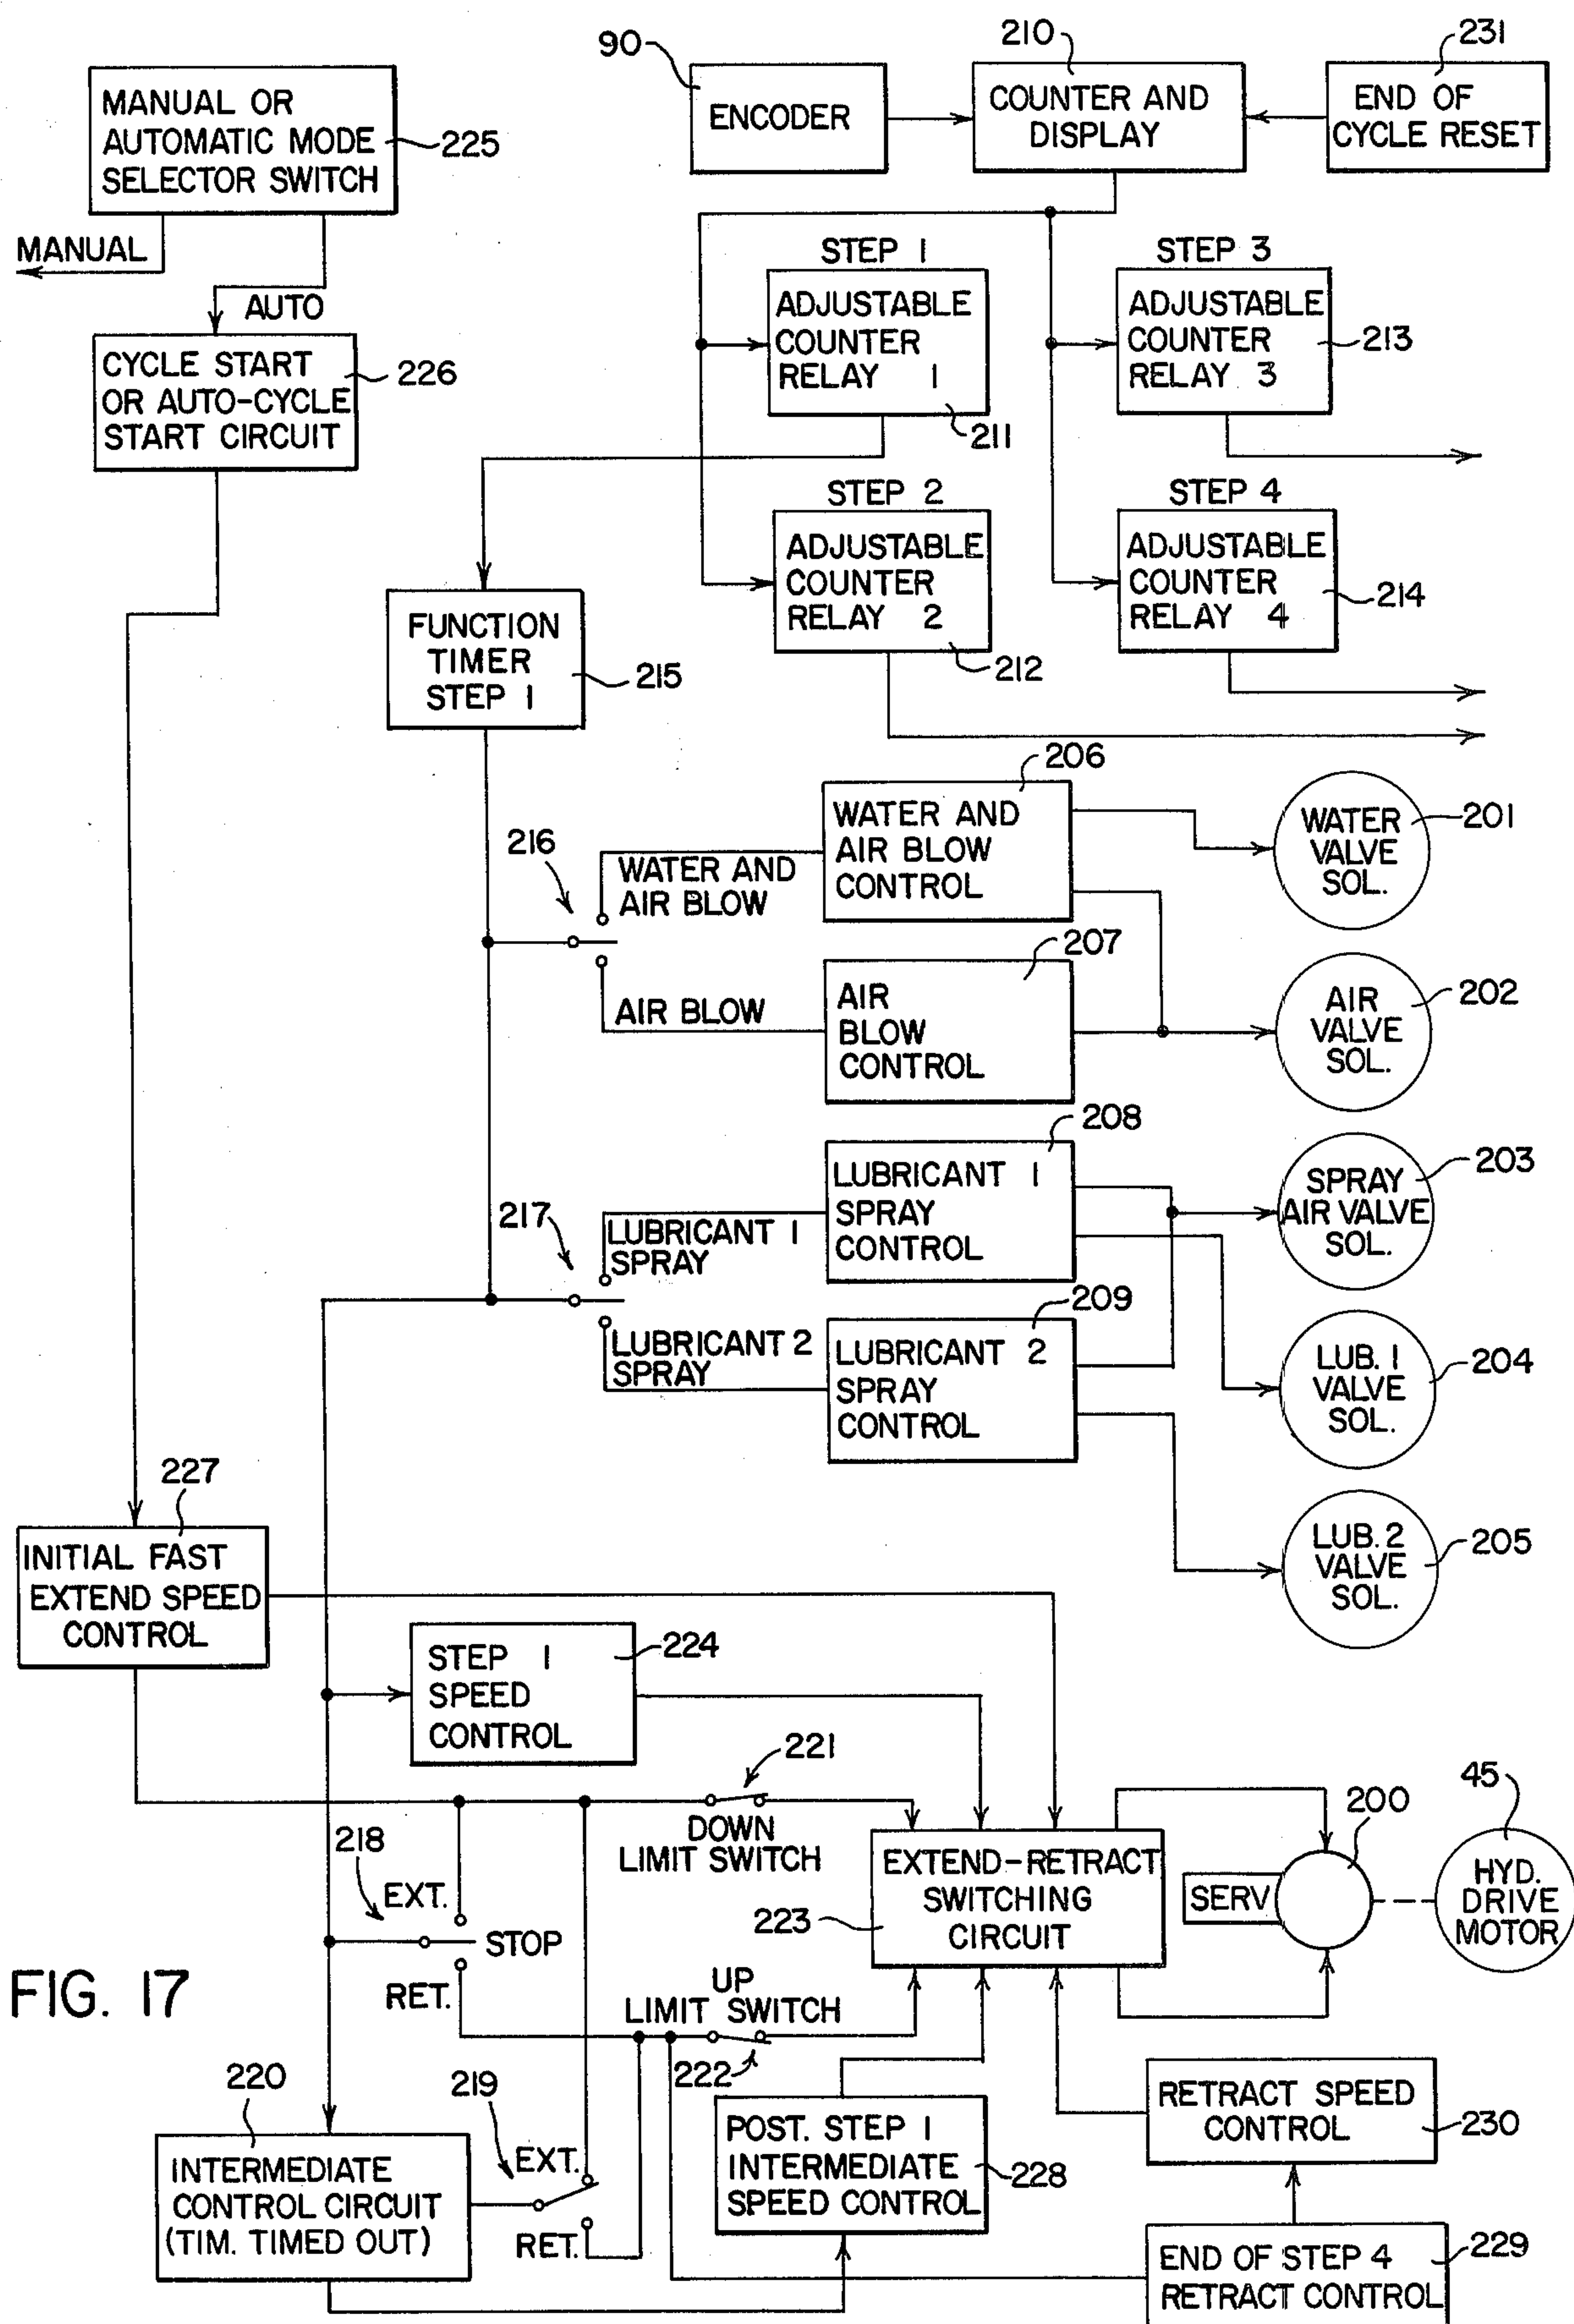 90
210
231
MANUAL OR
AUTOMATIC MODE
SELECTOR SWITCH
225
ENCODER
COUNTER AND
DISPLAY
END OF
CYCLE RESET
MANUAL
AUTO
CYCLE START
OR AUTO-CYCLE
START CIRCUIT
226
STEP 1
ADJUSTABLE
COUNTER
RELAY 1
211
STEP 3
ADJUSTABLE
COUNTER
RELAY 3
213
STEP 2
ADJUSTABLE
COUNTER
RELAY 2
212
STEP 4
ADJUSTABLE
COUNTER
RELAY 4
214
FUNCTION
TIMER
STEP 1
215
206
216
WATER AND
AIR BLOW
WATER AND
AIR BLOW
CONTROL
WATER
VALVE
SOL.
201
207
AIR BLOW
AIR
BLOW
CONTROL
AIR
VALVE
SOL.
202
208
217
LUBRICANT 1
SPRAY
LUBRICANT 1
SPRAY
CONTROL
SPRAY
AIR VALVE
SOL.
203
209
LUBRICANT 2
SPRAY
LUBRICANT 2
SPRAY
CONTROL
LUB. 1
VALVE
SOL.
204
LUB. 2
VALVE
SOL.
205
227
INITIAL FAST
EXTEND SPEED
CONTROL
STEP 1
SPEED
CONTROL
224
221
DOWN
LIMIT SWITCH
218
EXT.
STOP
RET.
EXTEND-RETRACT
SWITCHING
CIRCUIT
223
SERV
200
45
HYD.
DRIVE
MOTOR
FIG. 17
UP
LIMIT SWITCH
222
220
INTERMEDIATE
CONTROL CIRCUIT
(TIM. TIMED OUT)
219
EXT.
RET.
POST. STEP 1
INTERMEDIATE
SPEED CONTROL
228
RETRACT SPEED
CONTROL
230
END OF STEP 4
RETRACT CONTROL
229